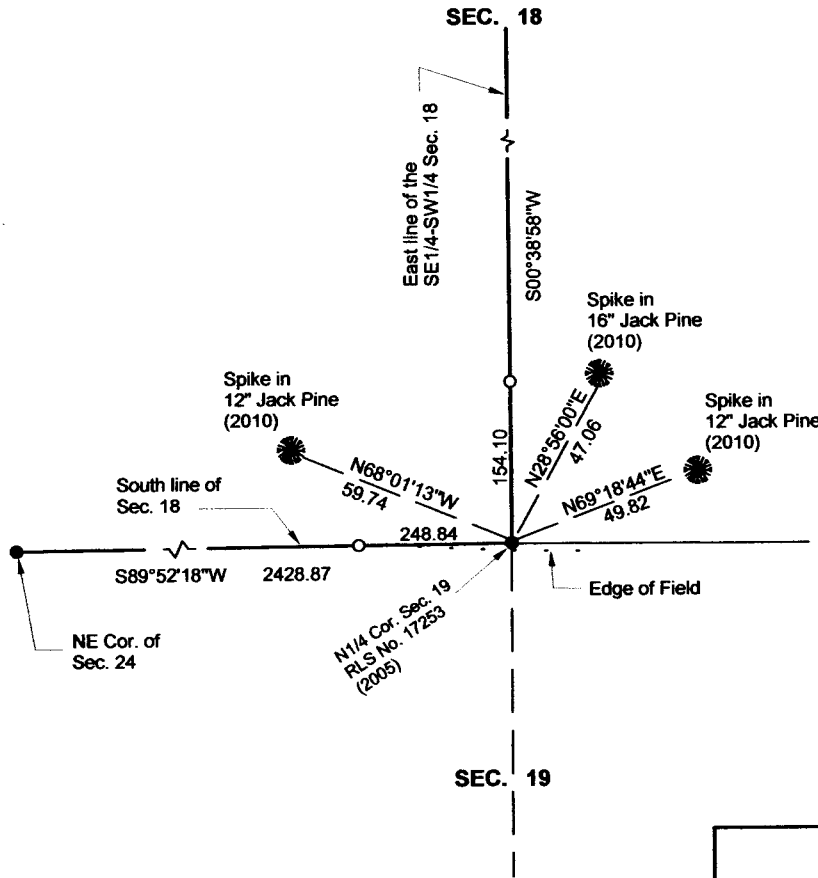 SEC. 18
East line of the
SE1/4-SW1/4 Sec. 18
S00°38'58"W
Spike in
16" Jack Pine
(2010)
Spike in
12" Jack Pine
(2010)
Spike in
12" Jack Pine
(2010)
N28°56'00"E
47.06
154.10
N68°01'13"W
59.74
N69°18'44"E
49.82
South line of
Sec. 18
248.84
S89°52'18"W 2428.87
Edge of Field
N1/4 Cor. Sec. 19
RLS No. 17253
(2005)
NE Cor. of
Sec. 24
SEC. 19